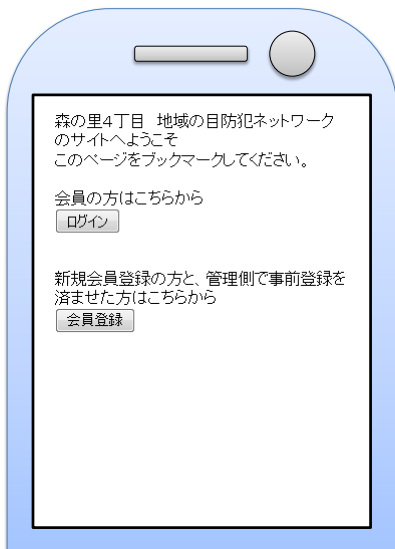 森の里4丁目　地域の目防犯ネットワーク
のサイトへようこそ
このページをブックマークしてください。
会員の方はこちらから
ログイン
新規会員登録の方と、管理側で事前登録を
済ませた方はこちらから
会員登録